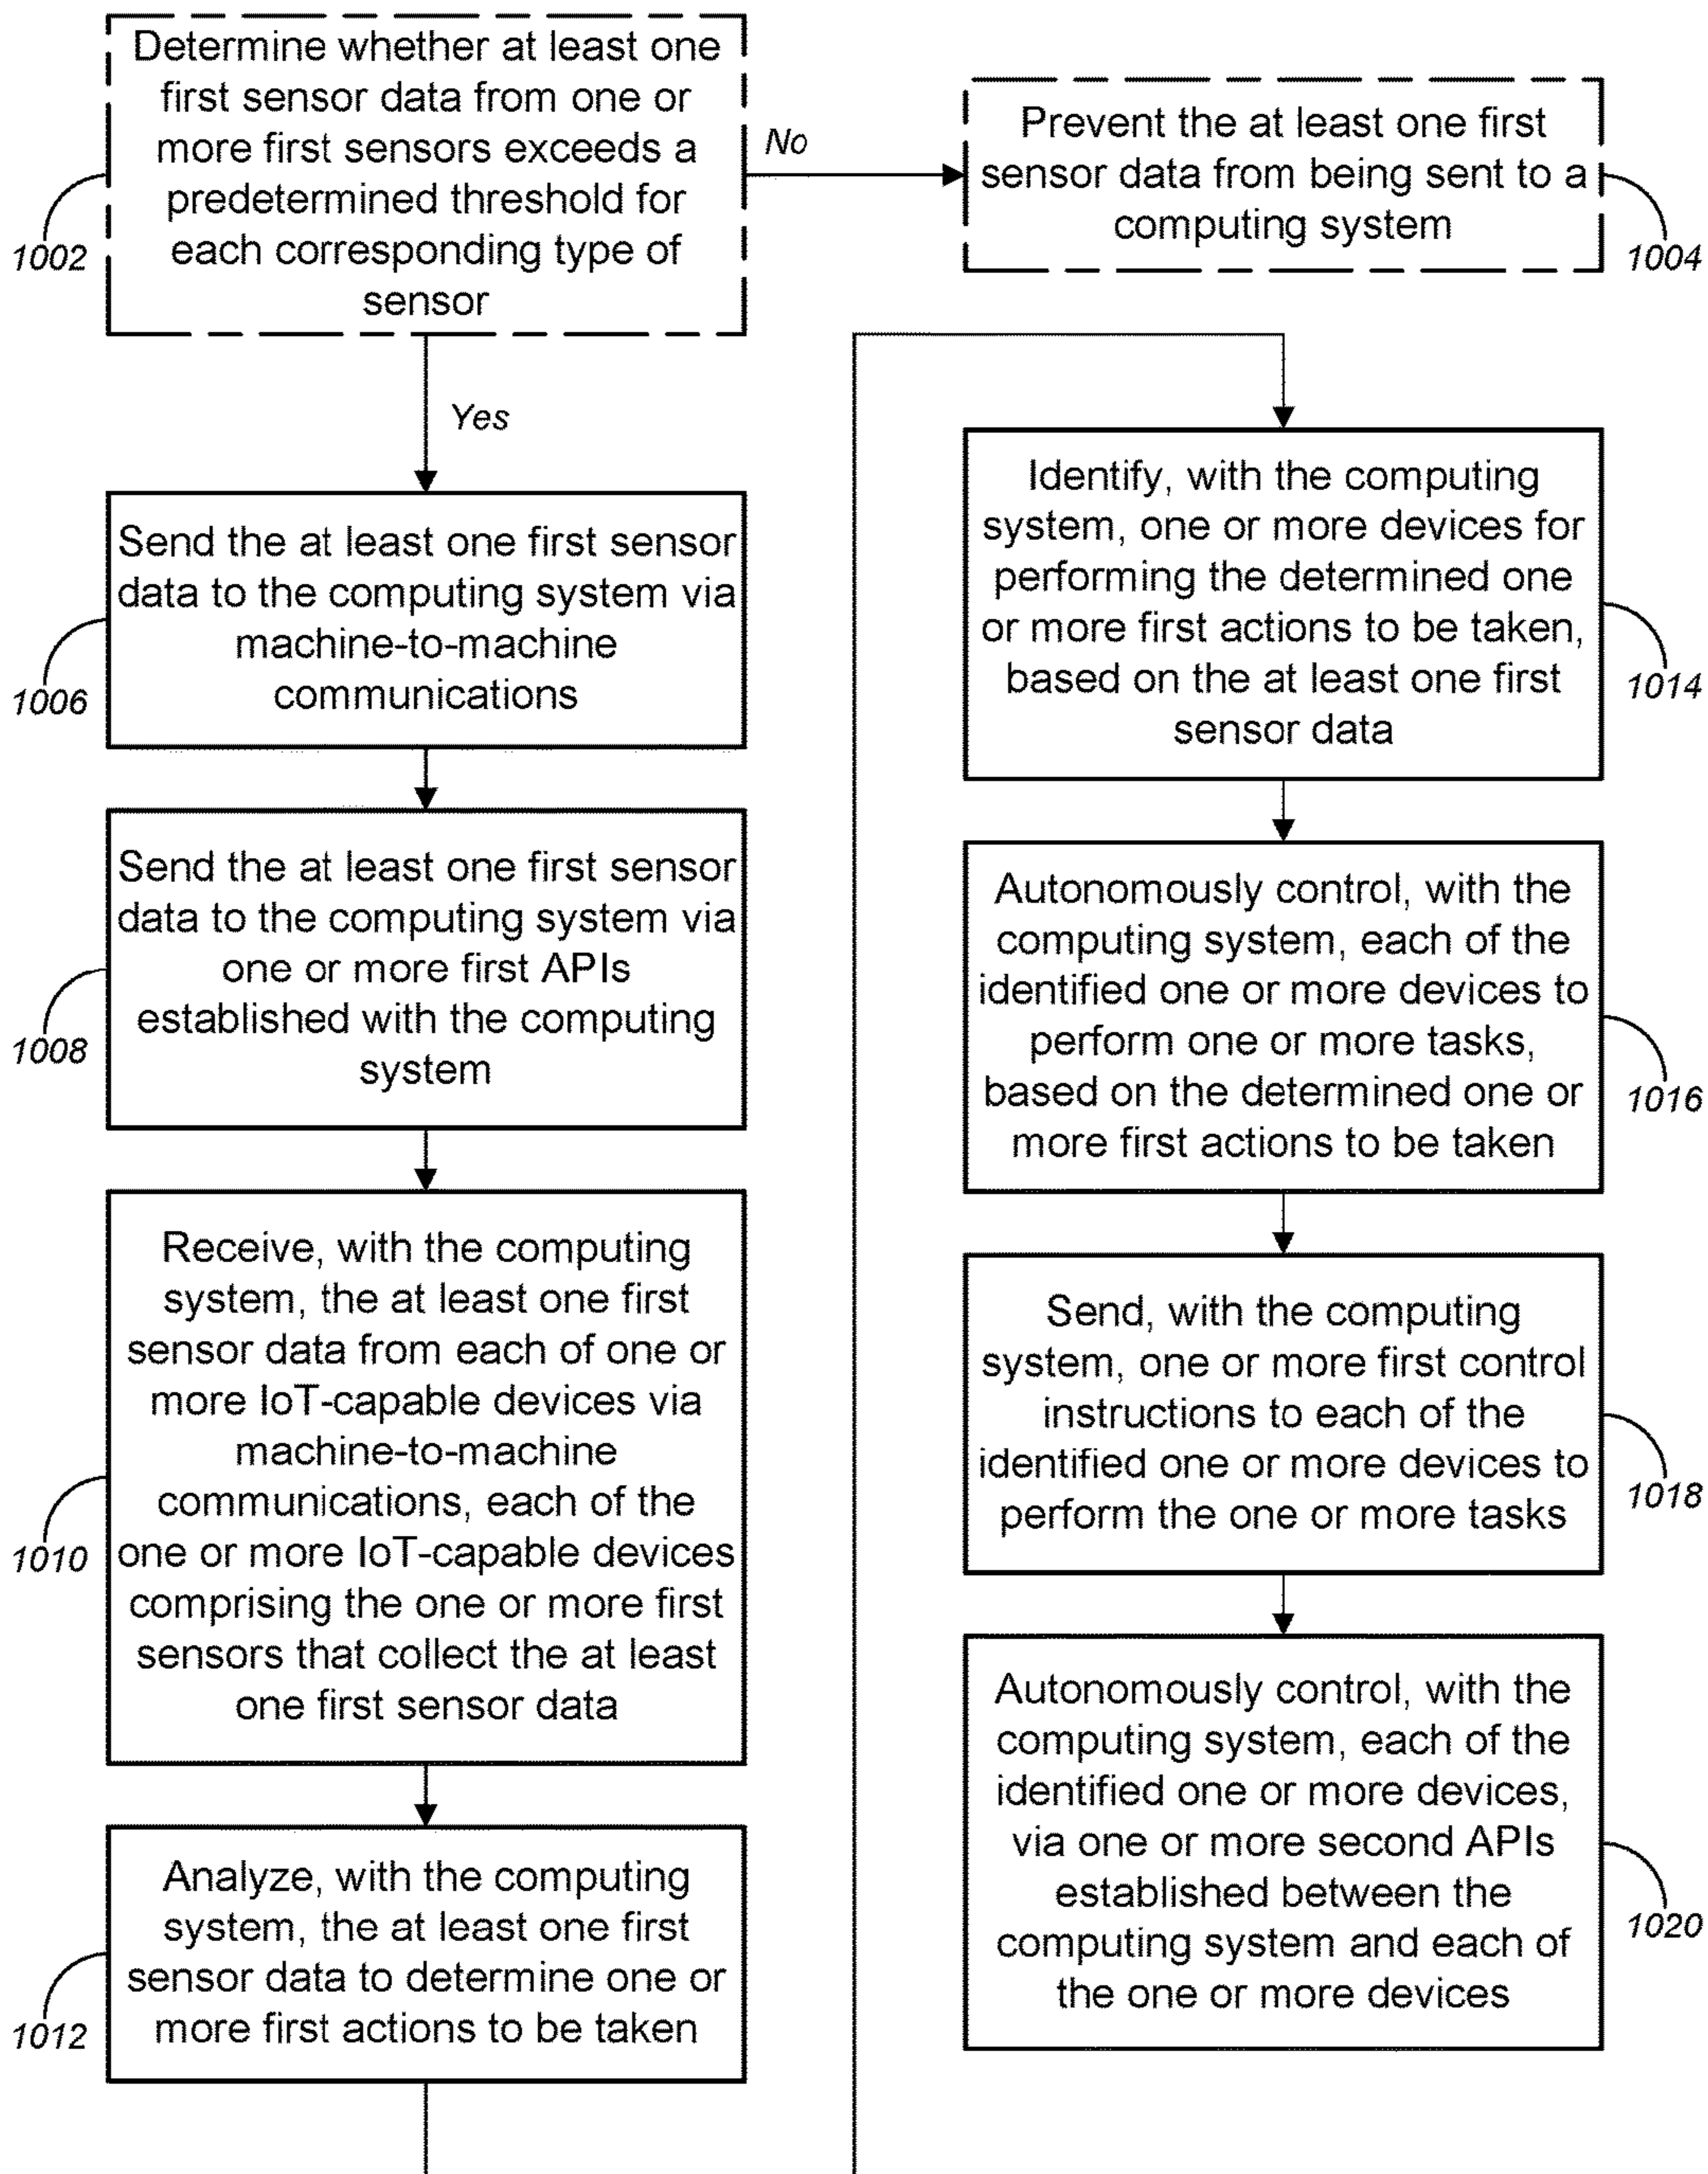 Determine whether at least one
first sensor data from one or
more first sensors exceeds a
predetermined threshold for
each corresponding type of
sensor
1002
No
Prevent the at least one first
sensor data from being sent to a
computing system
1004
Yes
Send the at least one first sensor
data to the computing system via
machine-to-machine
communications
1006
Send the at least one first sensor
data to the computing system via
one or more first APIs
established with the computing
system
1008
Receive, with the computing
system, the at least one first
sensor data from each of one or
more IoT-capable devices via
machine-to-machine
communications, each of the
one or more IoT-capable devices
comprising the one or more first
sensors that collect the at least
one first sensor data
1010
Analyze, with the computing
system, the at least one first
sensor data to determine one or
more first actions to be taken
1012
Identify, with the computing
system, one or more devices for
performing the determined one
or more first actions to be taken,
based on the at least one first
sensor data
1014
Autonomously control, with the
computing system, each of the
identified one or more devices to
perform one or more tasks,
based on the determined one or
more first actions to be taken
1016
Send, with the computing
system, one or more first control
instructions to each of the
identified one or more devices to
perform the one or more tasks
1018
Autonomously control, with the
computing system, each of the
identified one or more devices,
via one or more second APIs
established between the
computing system and each of
the one or more devices
1020